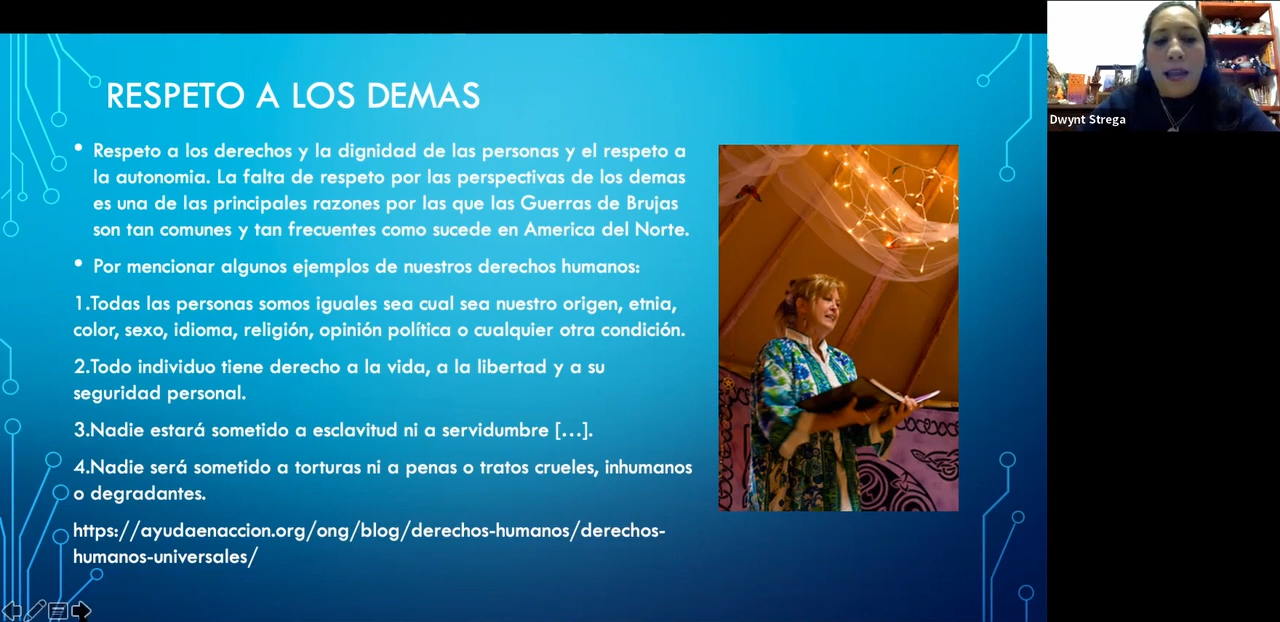 RESPETO A LOS DEMAS
• Respeto a los derechos y la dignidad de las personas y el respeto a
la autonomia. La falta de respeto por las perspectivas de los demas
es una de las principales razones por las que las Guerras de Brujas
son tan comunes y tan frecuentes como sucede en America del Norte.
• Por mencionar algunos ejemplos de nuestros derechos humanos:
1.Todas las personas somos iguales sea cual sea nuestro origen, etnia,
color, sexo, idioma, religión, opinión política o cualquier otra condición.
2.Todo individuo tiene derecho a la vida, a la libertad y a su
seguridad personal.
3.Nadie estará sometido a esclavitud ni a servidumbre […].
4.Nadie será sometido a torturas ni a penas o tratos crueles, inhumanos
o degradantes.
https://ayudaenaccion.org/ong/blog/derechos-humanos/derechos-
humanos-universales/
Dwynt Strega